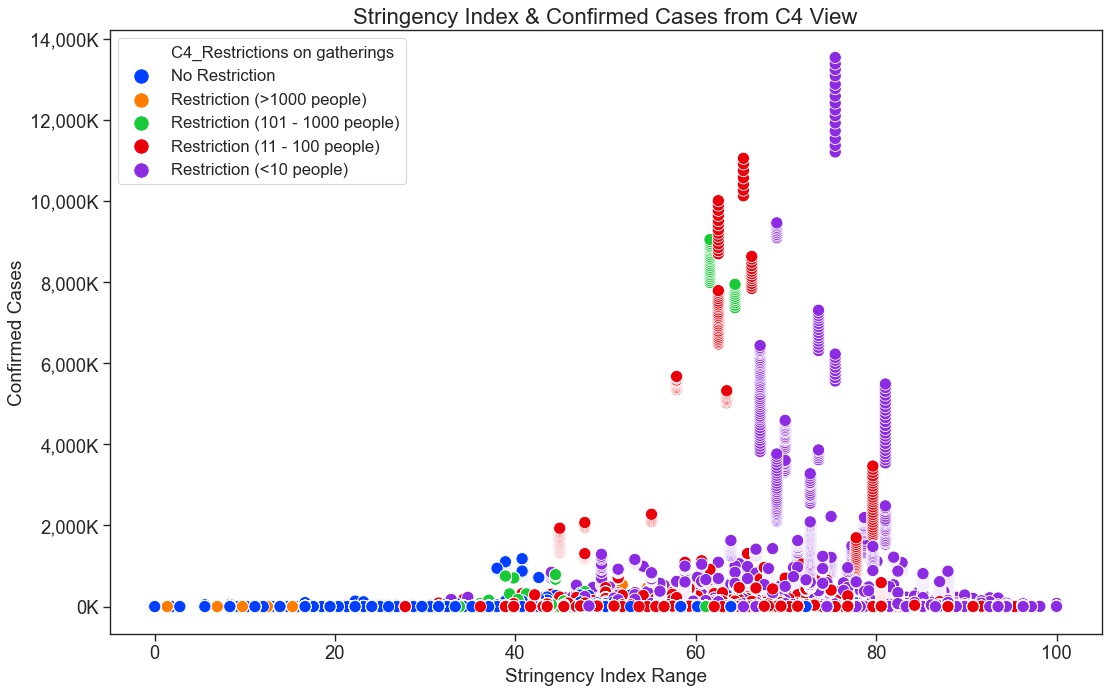 Stringency Index & Confirmed Cases from C4 View
C4_Restrictions on gatherings
No Restriction
Restriction (>1000 people)
Restriction (101 - 1000 people)
Restriction (11 - 100 people)
Restriction (<10 people)
Confirmed Cases
14,000K
12,000K
10,000K
8,000K
6,000K
4,000K
2,000K
0K
0 20 40 60 80 100
Stringency Index Range